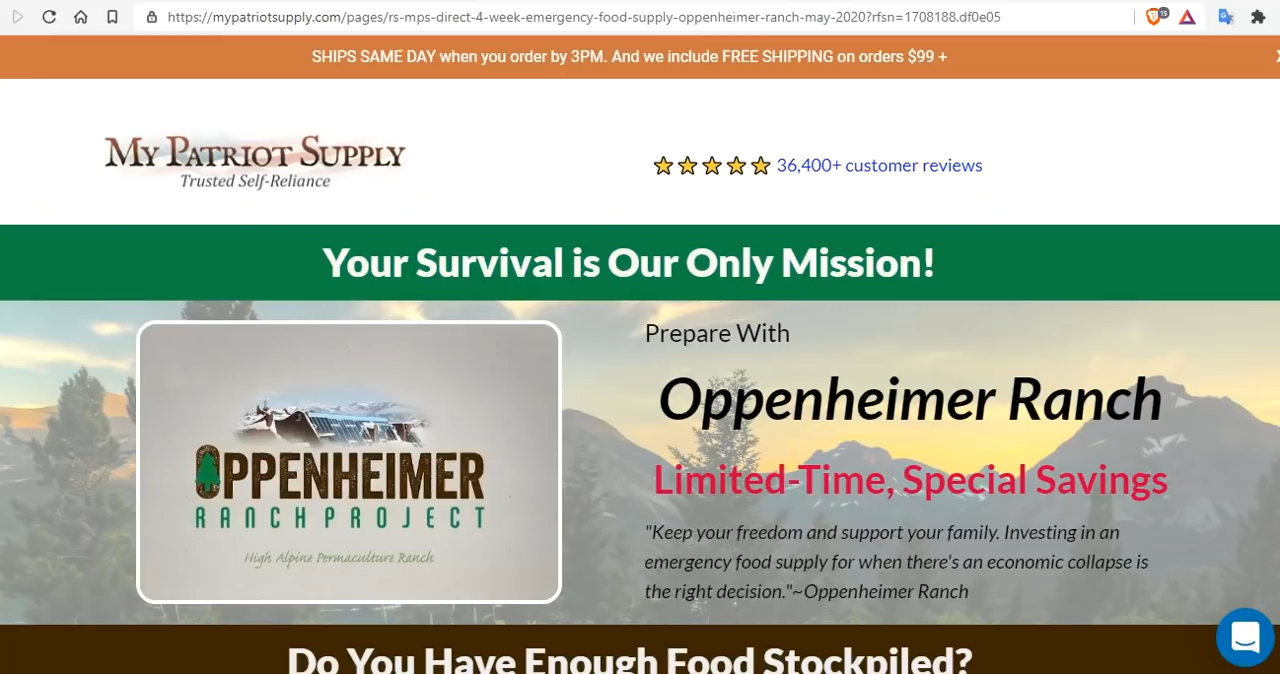 https://mypatriotsupply.com/pages/rs-mps-direct-4-week-emergency-food-supply-oppenheimer-ranch-may-2020?rfsn=1708188.df0e05
15
SHIPS SAME DAY when you order by 3PM. And we include FREE SHIPPING on orders $99 +
MY PATRIOT SUPPLY
Trusted Self-Reliance
36,400+ customer reviews
Your Survival is Our Only Mission!
OPPENHEIMER
RANCH PROJECT
High Alpine Permaculture Ranch
Prepare With
Oppenheimer Ranch
Limited-Time, Special Savings
"Keep your freedom and support your family. Investing in an
emergency food supply for when there's an economic collapse is
the right decision."~Oppenheimer Ranch
Do You Have Enough Food Stockpiled?